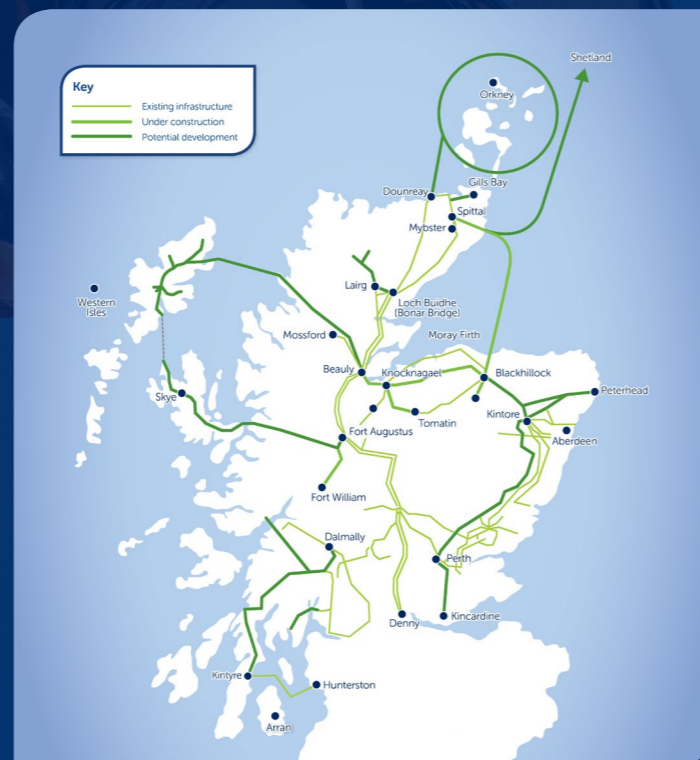 Shetland
Key
Existing infrastructure
Under construction
Potential development
Orkney
Dounreay
Gills Bay
Spittal
Mybster
Lairg
Loch Buidhe
(Bonar Bridge)
Western
Isles
Mossford
Moray Firth
Beauly
Knocknagael
Blackhillock
Peterhead
Skye
Tomatin
Kintore
Fort Augustus
Aberdeen
Fort William
Dalmally
Perth
Denny
Kincardine
Kintyre
Hunterston
Arran